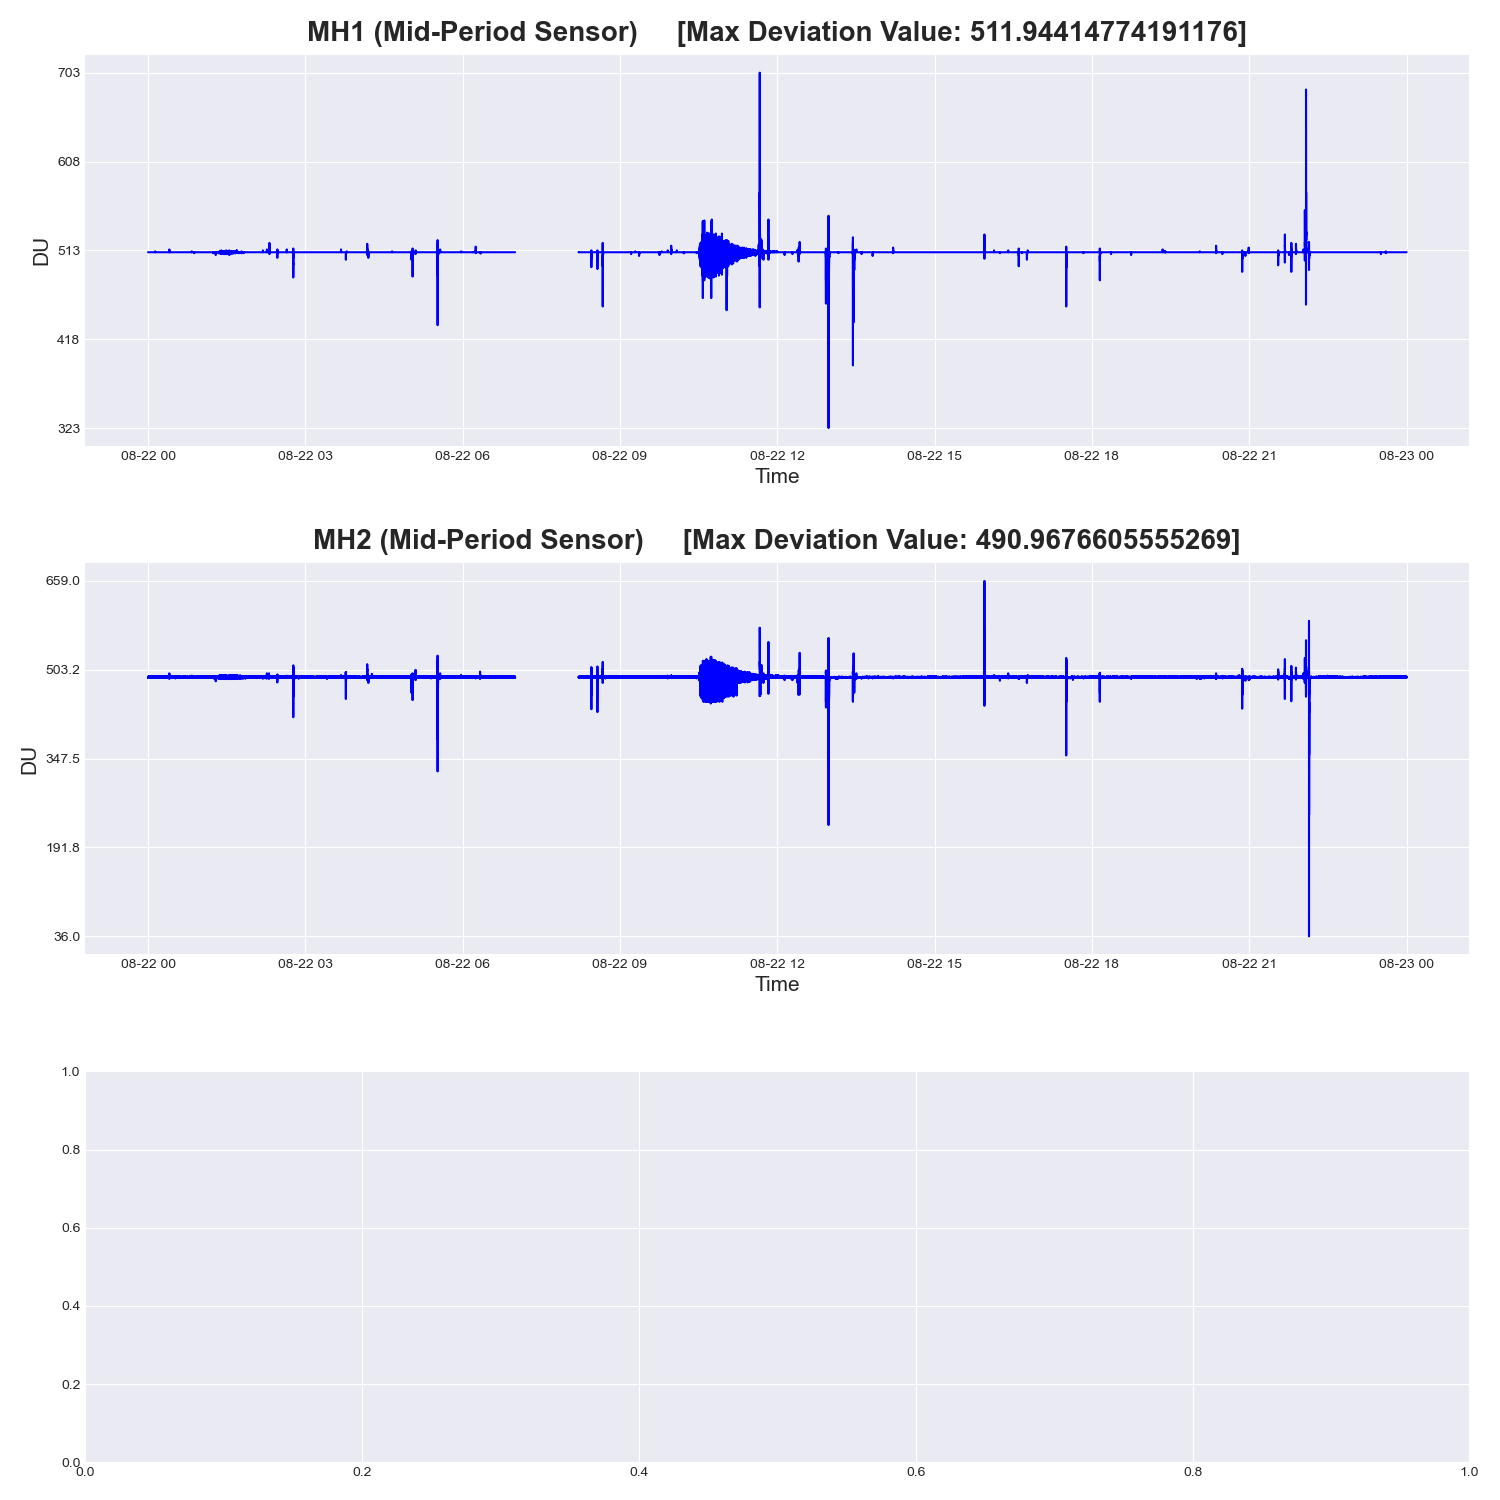 MH1 (Mid-Period Sensor) [Max Deviation Value: 511.94414774191176]
703
608
513
418
323
DU
08-22 00 08-22 03 08-22 06 08-22 09 08-22 12 08-22 15 08-22 18 08-22 21 08-23 00
Time
MH2 (Mid-Period Sensor) [Max Deviation Value: 490.9676605555269]
659.0
503.2
347.5
191.8
36.0
DU
08-22 00 08-22 03 08-22 06 08-22 09 08-22 12 08-22 15 08-22 18 08-22 21 08-23 00
Time
1.0
0.8
0.6
0.4
0.2
0.0
0.0 0.2 0.4 0.6 0.8 1.0